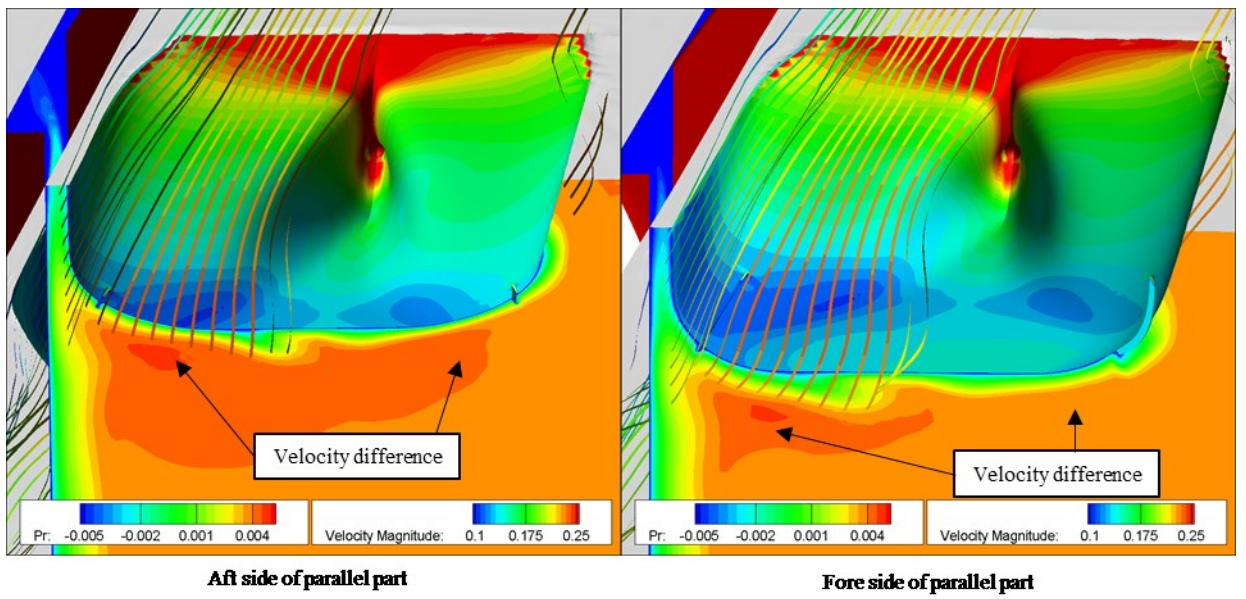 Velocity difference
Velocity difference
Pr: -0.005 -0.002 0.001 0.004
Velocity Magnitude: 0.1 0.175 0.25
Pr: -0.005 -0.002 0.001 0.004
Velocity Magnitude: 0.1 0.175 0.25
Aft side of parallel part
Fore side of parallel part